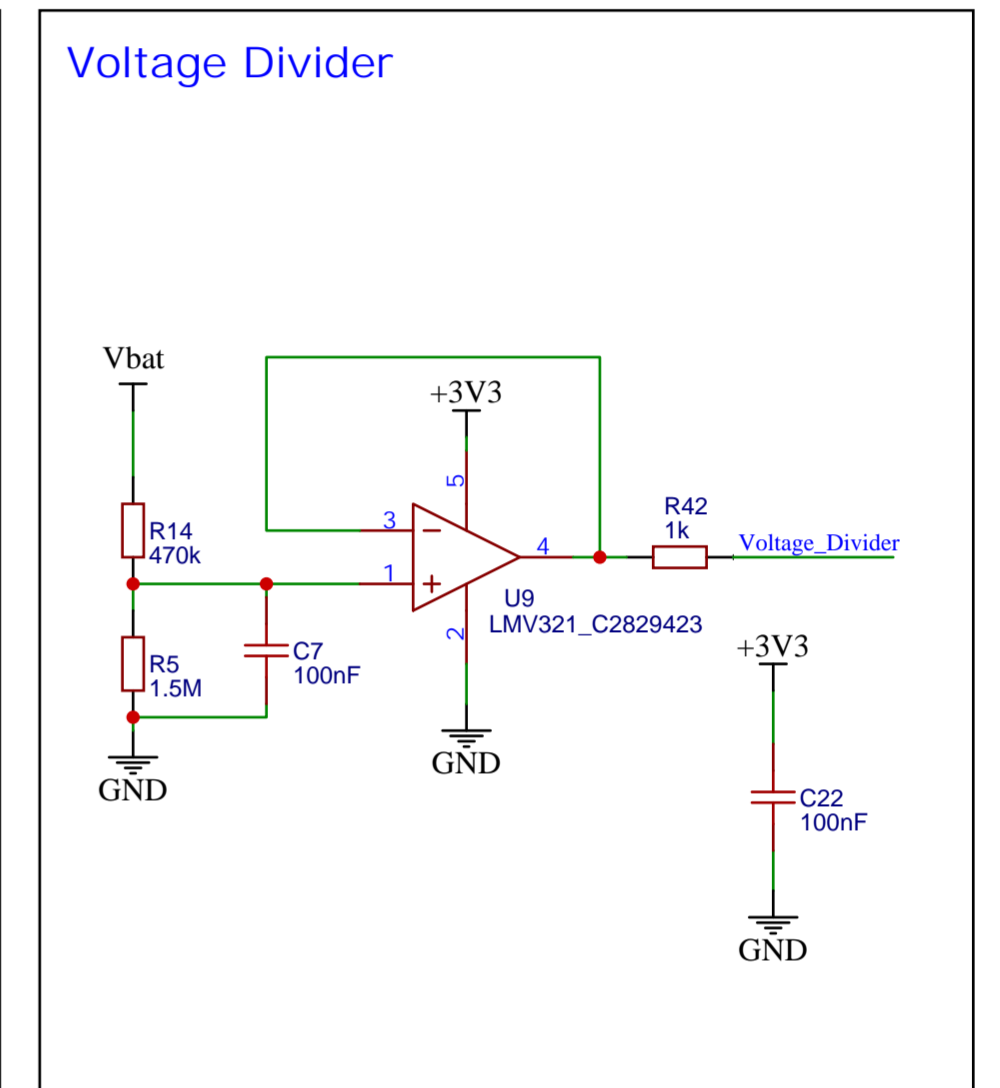 Voltage Divider
Vbat
+3V3
5
R14
470k
3
1
4
R42
1k
Voltage_Divider
U9
LMV321_C2829423
2
R5
1.5M
C7
100nF
GND
GND
+3V3
C22
100nF
GND